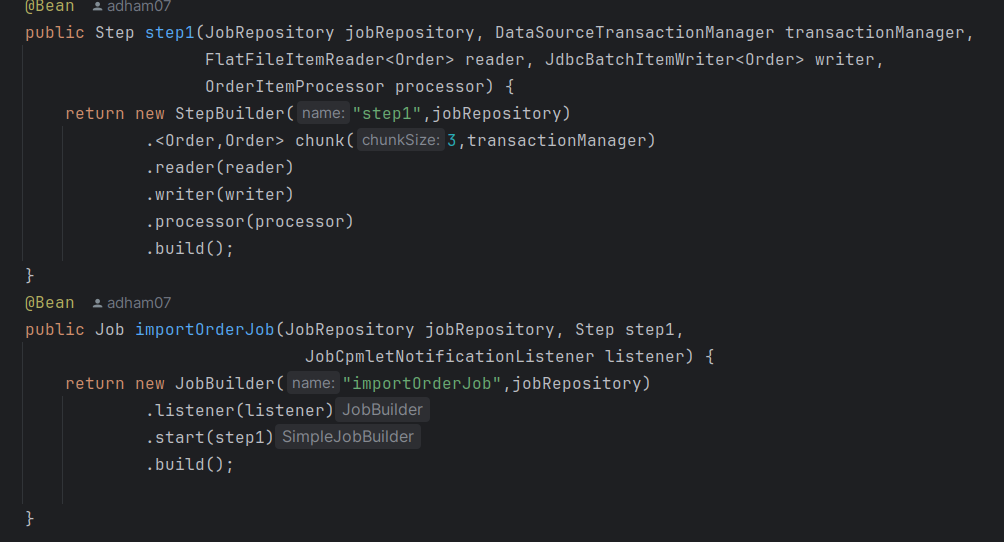 @Bean adham07
public Step step1(JobRepository jobRepository, DataSourceTransactionManager transactionManager,
FlatFileItemReader<Order> reader, JdbcBatchItemWriter<Order> writer,
OrderItemProcessor processor) {
return new StepBuilder( name: "step1",jobRepository)
.<Order,Order> chunk( chunkSize: 3,transactionManager)
.reader(reader)
.writer(writer)
.processor(processor)
.build();
}
@Bean adham07
public Job importOrderJob(JobRepository jobRepository, Step step1,
JobCpmletNotificationListener listener) {
return new JobBuilder( name: "importOrderJob",jobRepository)
.listener(listener) JobBuilder
.start(step1) SimpleJobBuilder
.build();
}